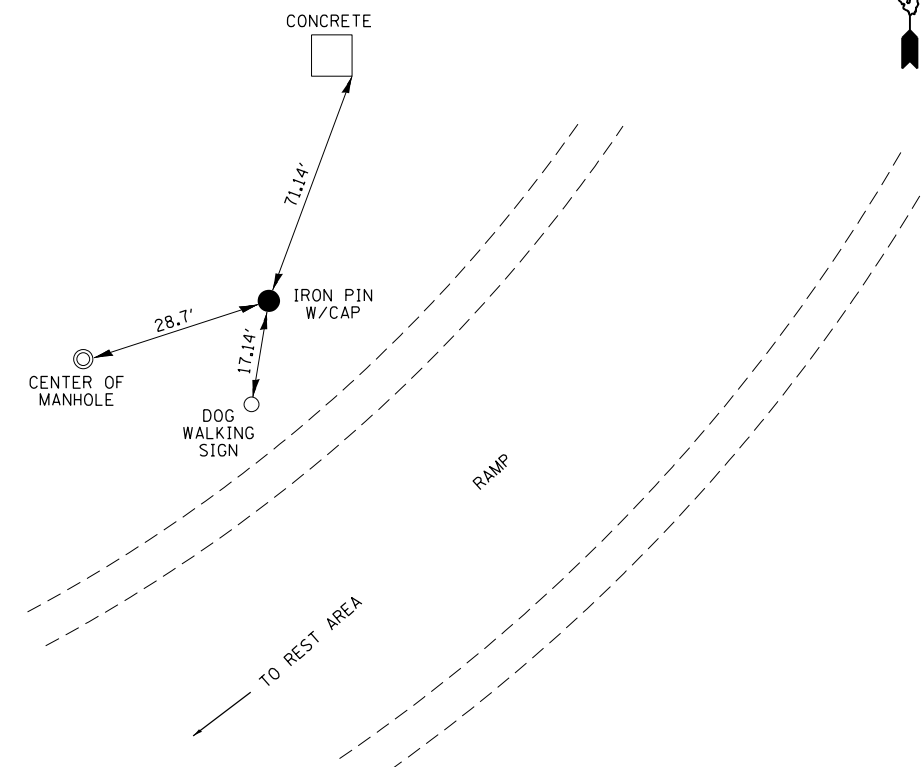 CONCRETE
71.14'
IRON PIN
W/CAP
28.7'
17.14'
CENTER OF
MANHOLE
DOG
WALKING
SIGN
RAMP
TO REST AREA